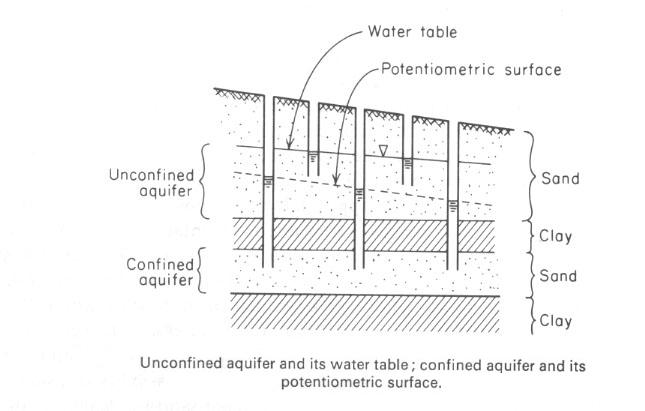 Water table
Potentiometric surface
Unconfined
aquifer
Sand
Clay
Confined
aquifer
Sand
Clay
Unconfined aquifer and its water table; confined aquifer and its
potentiometric surface.